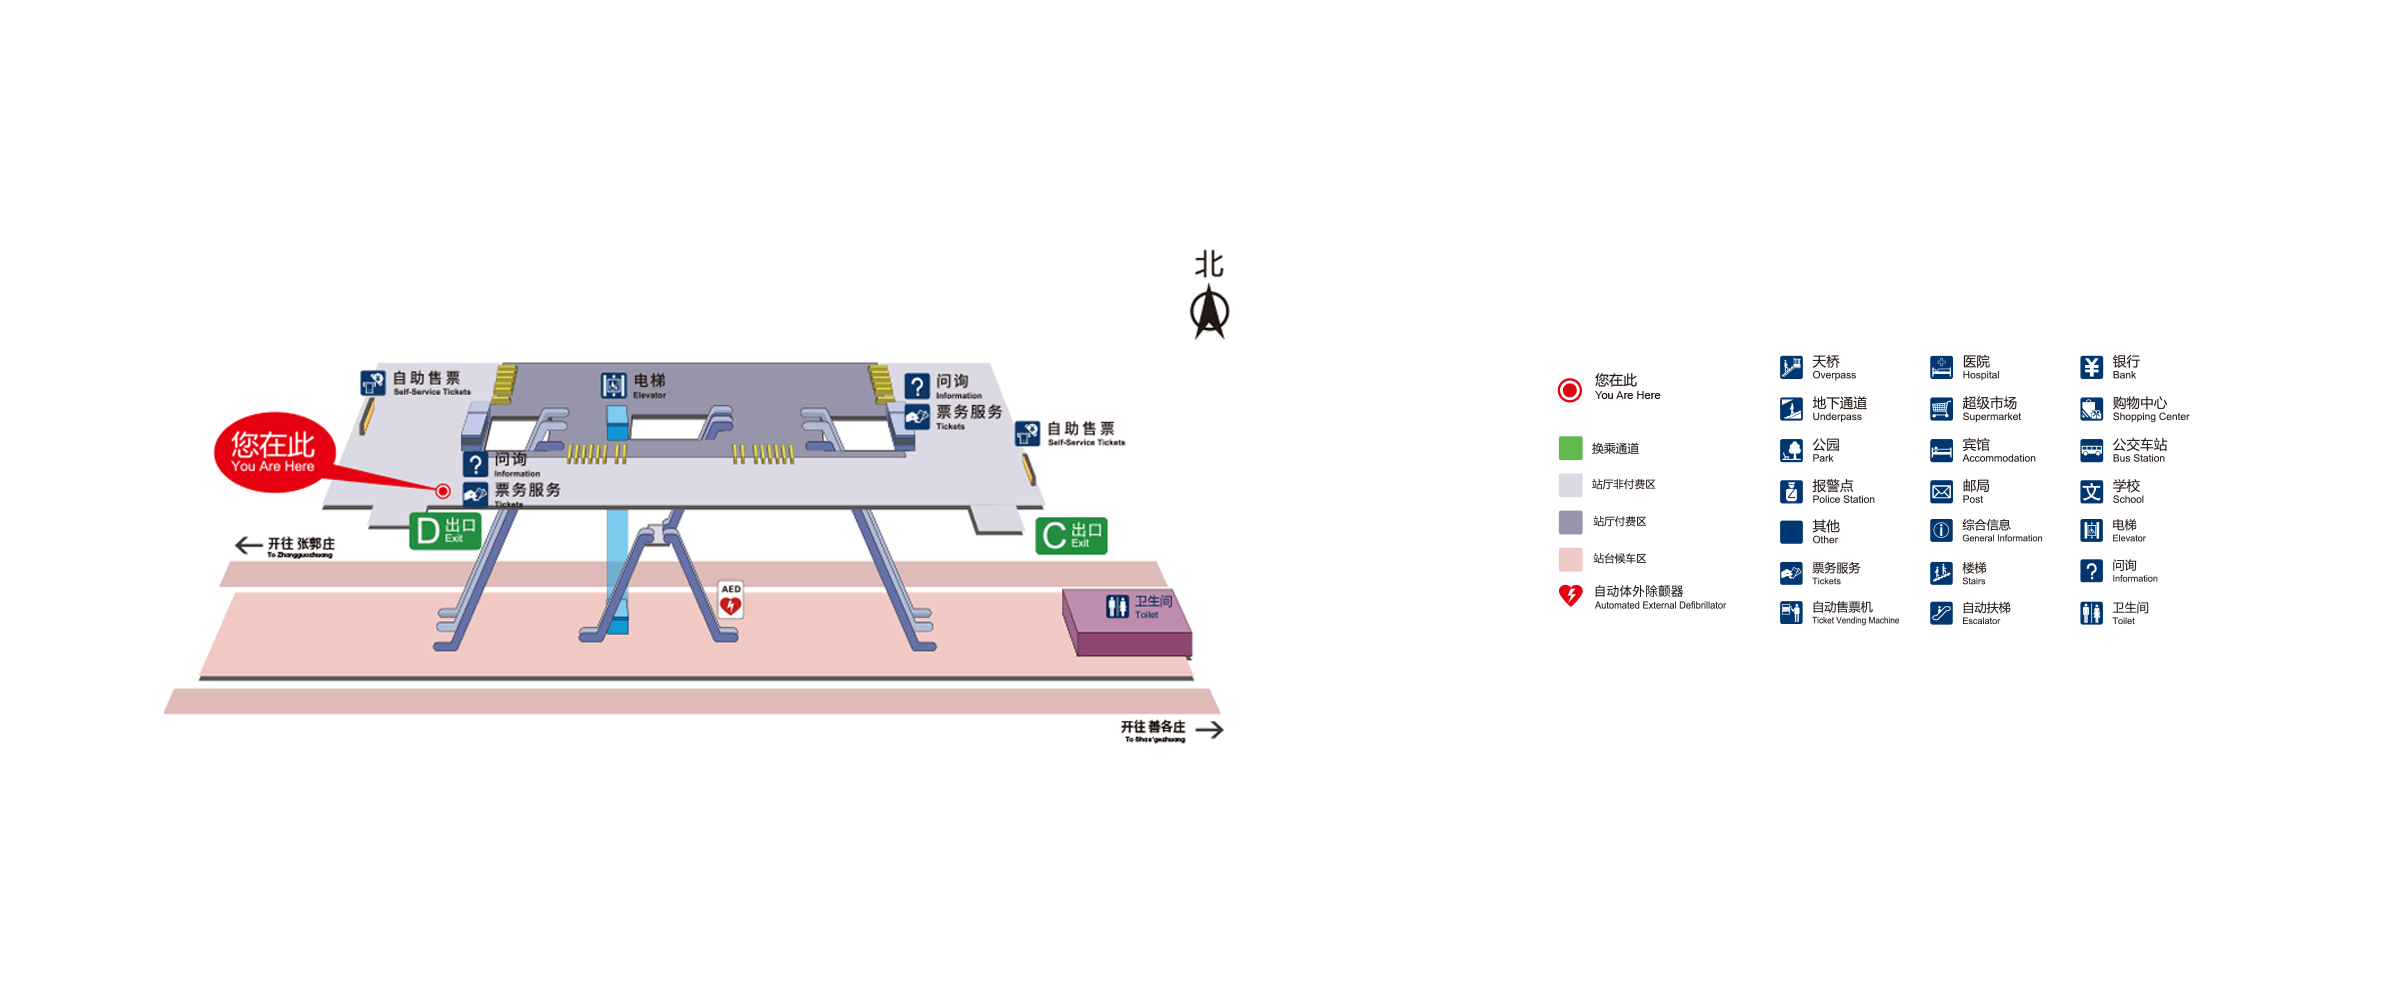 北
自助售票
Self-Service Tickets
电梯
Elevator
问询
Information
票务服务
Tickets
自助售票
Self-Service Tickets
您在此
You Are Here
问询
Information
票务服务
Tickets
D 出口
Exit
C 出口
Exit
开往 张郭庄
To Zhangguozhuang
AED
卫生间
Toilet
开往 善各庄
To Shan'gezhuang
您在此
You Are Here
换乘通道
站厅非付费区
站厅付费区
站台候车区
自动体外除颤器
Automated External Defibrillator
天桥
Overpass
地下通道
Underpass
公园
Park
报警点
Police Station
其他
Other
票务服务
Tickets
自动售票机
Ticket Vending Machine
医院
Hospital
超级市场
Supermarket
宾馆
Accommodation
邮局
Post
综合信息
General Information
楼梯
Stairs
自动扶梯
Escalator
银行
Bank
购物中心
Shopping Center
公交车站
Bus Station
文
学校
School
电梯
Elevator
问询
Information
卫生间
Toilet